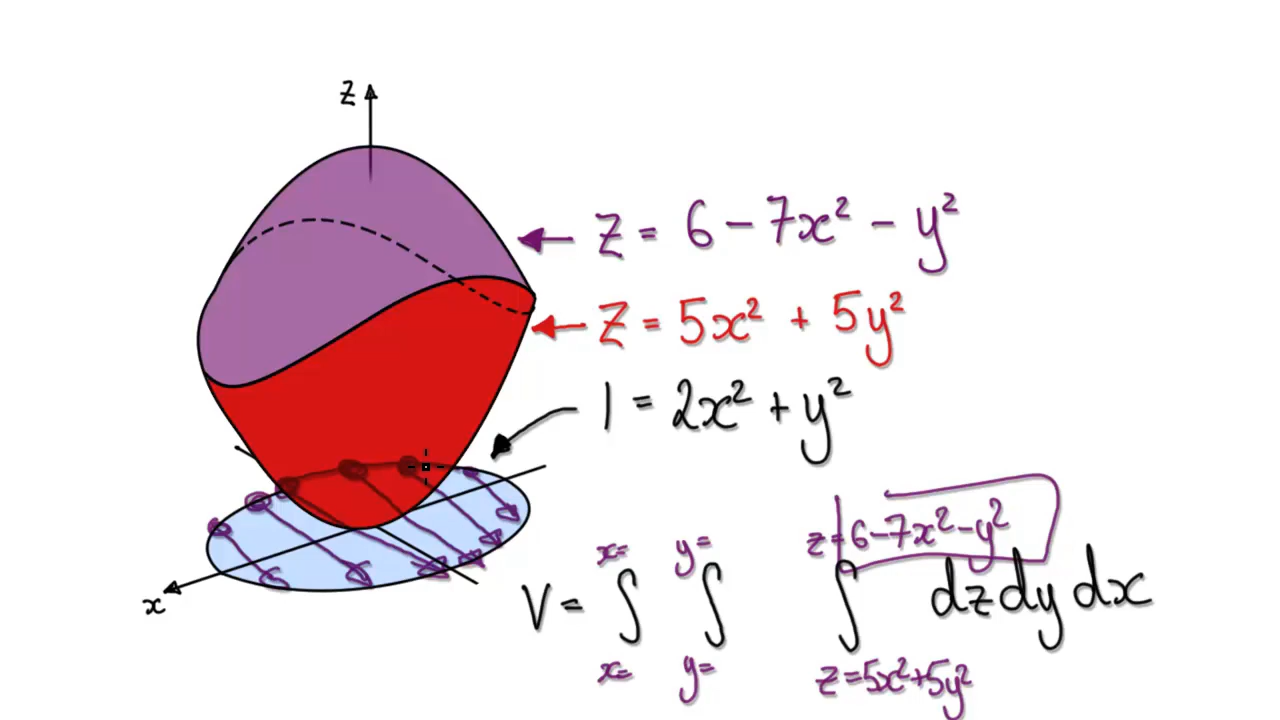 z
z = 6 - 7x² - y²
z = 5x² + 5y²
1 = 2x² + y²
x
x= y= z=6-7x²-y²
V = ∫ ∫ ∫ dz dy dx
x= y= z=5x²+5y²